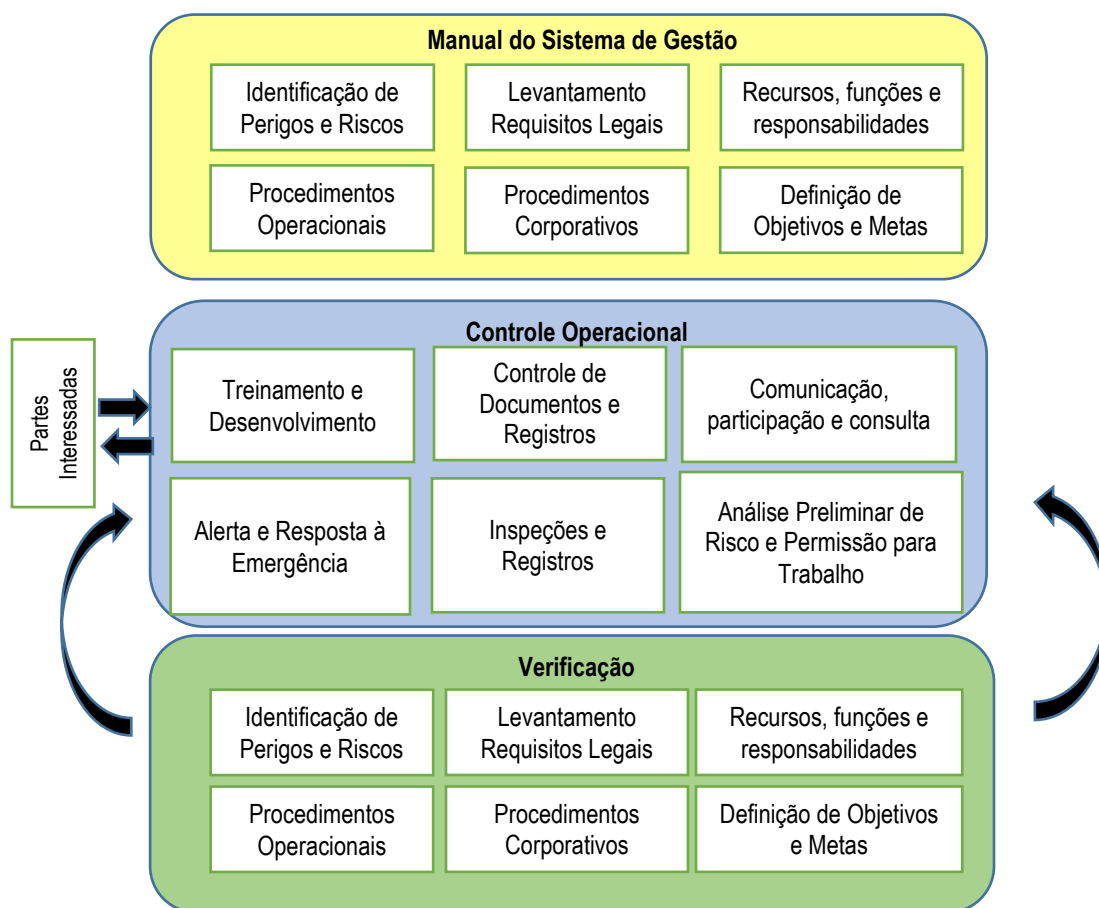 Manual do Sistema de Gestão
Identificação de
Perigos e Riscos
Levantamento
Requisitos Legais
Recursos, funções e
responsabilidades
Procedimentos
Operacionais
Procedimentos
Corporativos
Definição de
Objetivos e Metas
Partes
Interessadas
Controle Operacional
Treinamento e
Desenvolvimento
Controle de
Documentos e
Registros
Comunicação,
participação e consulta
Alerta e Resposta à
Emergência
Inspeções e
Registros
Análise Preliminar de
Risco e Permissão para
Trabalho
Verificação
Identificação de
Perigos e Riscos
Levantamento
Requisitos Legais
Recursos, funções e
responsabilidades
Procedimentos
Operacionais
Procedimentos
Corporativos
Definição de Objetivos
e Metas